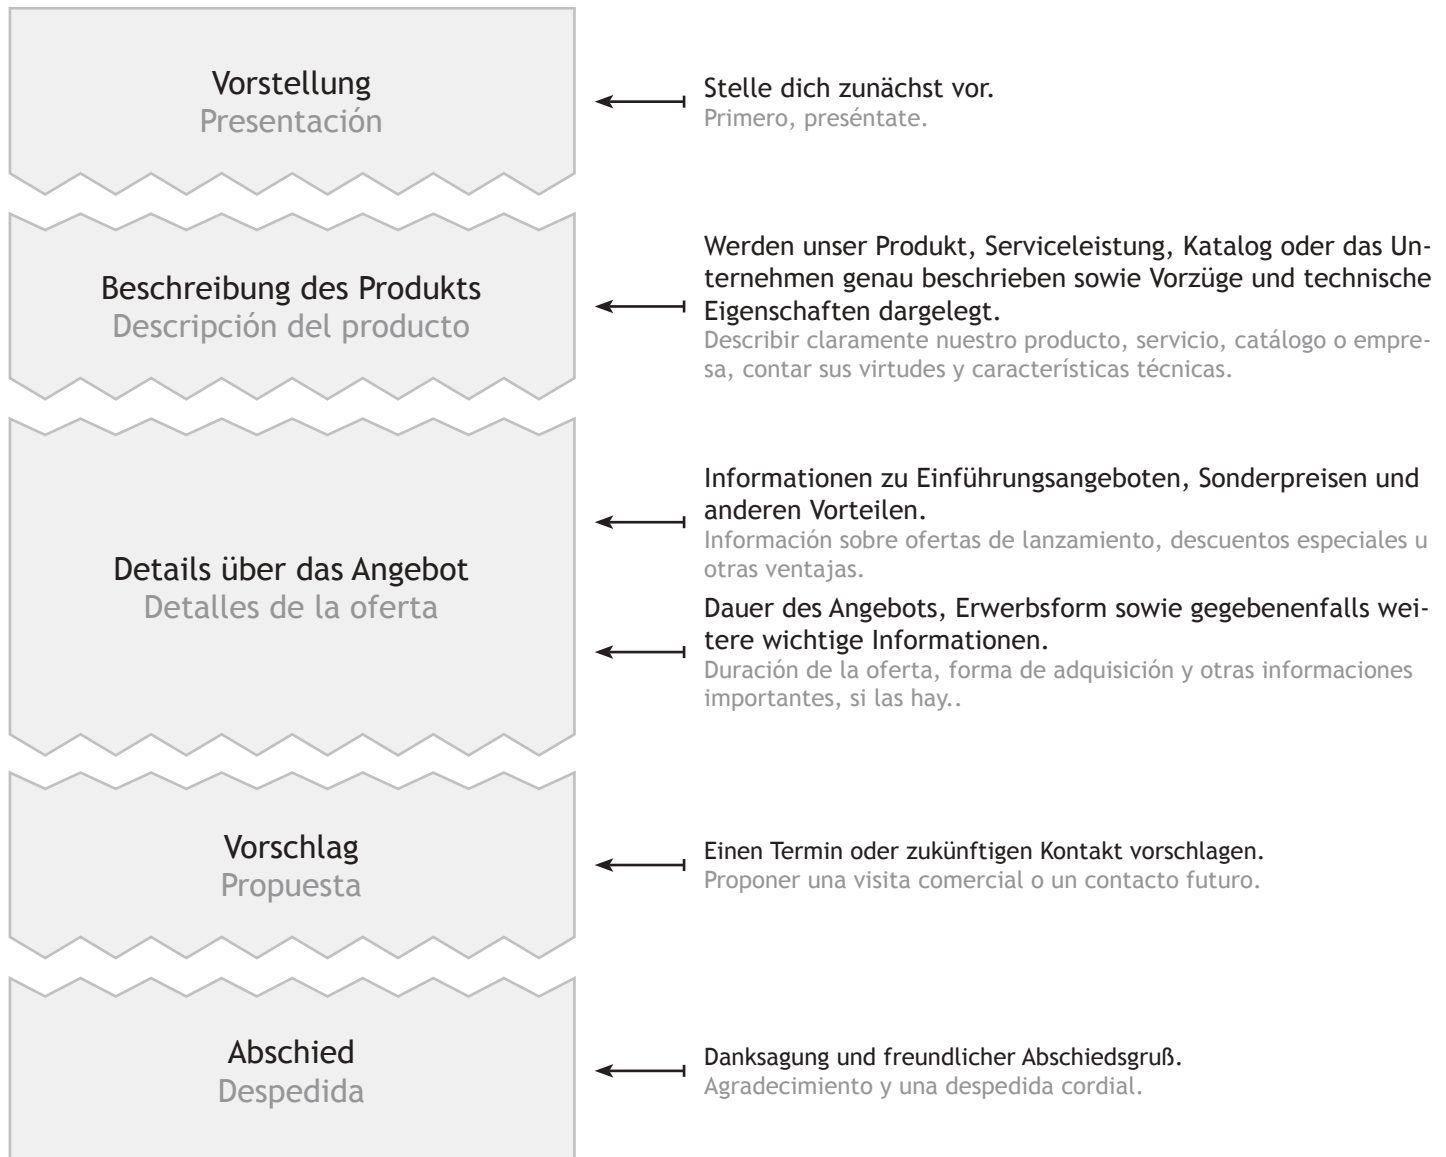 Vorstellung
Presentación
Stelle dich zunächst vor.
Primero, preséntate.
Beschreibung des Produkts
Descripción del producto
Werden unser Produkt, Serviceleistung, Katalog oder das Un-
ternehmen genau beschrieben sowie Vorzüge und technische
Eigenschaften dargelegt.
Describir claramente nuestro producto, servicio, catálogo o empre-
sa, contar sus virtudes y características técnicas.
Details über das Angebot
Detalles de la oferta
Informationen zu Einführungsangeboten, Sonderpreisen und
anderen Vorteilen.
Información sobre ofertas de lanzamiento, descuentos especiales u
otras ventajas.
Dauer des Angebots, Erwerbsform sowie gegebenenfalls wei-
tere wichtige Informationen.
Duración de la oferta, forma de adquisición y otras informaciones
importantes, si las hay..
Vorschlag
Propuesta
Einen Termin oder zukünftigen Kontakt vorschlagen.
Proponer una visita comercial o un contacto futuro.
Abschied
Despedida
Danksagung und freundlicher Abschiedsgruß.
Agradecimiento y una despedida cordial.